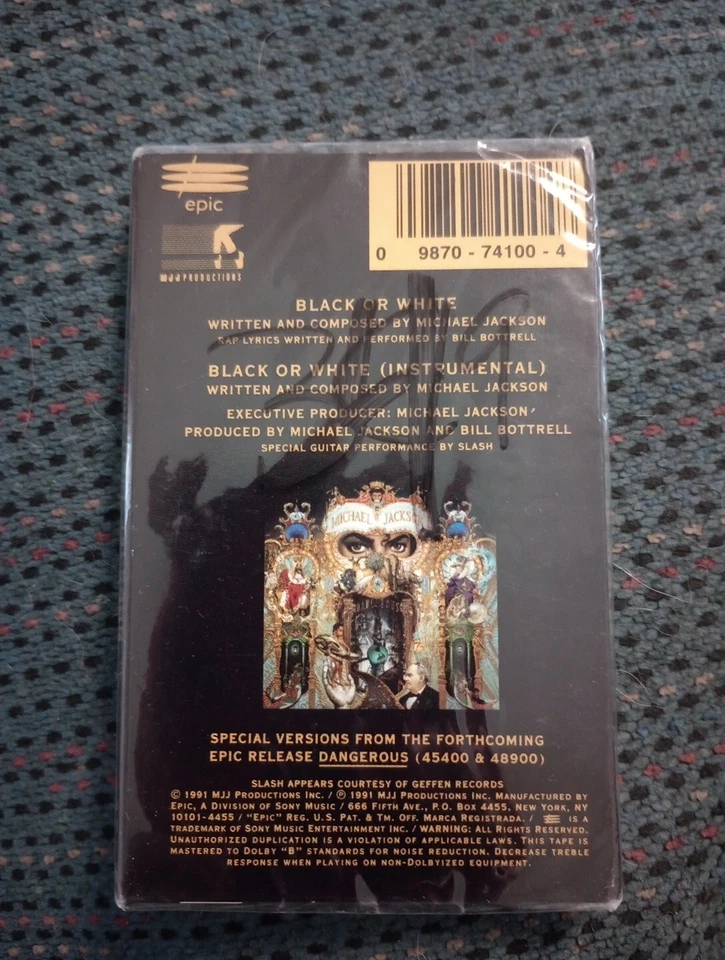 epic
MJJ PRODUCTIONS
0 9870 - 74100 - 4
BLACK OR WHITE
WRITTEN AND COMPOSED BY MICHAEL JACKSON
RAP LYRICS WRITTEN AND PERFORMED BY BILL BOTTRELL
BLACK OR WHITE (INSTRUMENTAL)
WRITTEN AND COMPOSED BY MICHAEL JACKSON
EXECUTIVE PRODUCER: MICHAEL JACKSON
PRODUCED BY MICHAEL JACKSON AND BILL BOTTRELL
SPECIAL GUITAR PERFORMANCE BY SLASH
MICHAEL JACKSON
SPECIAL VERSIONS FROM THE FORTHCOMING
EPIC RELEASE DANGEROUS (45400 & 48900)
SLASH APPEARS COURTESY OF GEFFEN RECORDS
© 1991 MJJ PRODUCTIONS INC. / ℗ 1991 MJJ PRODUCTIONS INC. MANUFACTURED BY
EPIC, A DIVISION OF SONY MUSIC / 666 FIFTH AVE., P.O. BOX 4455, NEW YORK, NY
10101-4455 / "EPIC" REG. U.S. PAT. & TM. OFF. MARCA REGISTRADA. / IS A
TRADEMARK OF SONY MUSIC ENTERTAINMENT INC. / WARNING: ALL RIGHTS RESERVED.
UNAUTHORIZED DUPLICATION IS A VIOLATION OF APPLICABLE LAWS. THIS TAPE IS
MASTERED TO DOLBY "B" STANDARDS FOR NOISE REDUCTION. DECREASE TREBLE
RESPONSE WHEN PLAYING ON NON-DOLBYIZED EQUIPMENT.